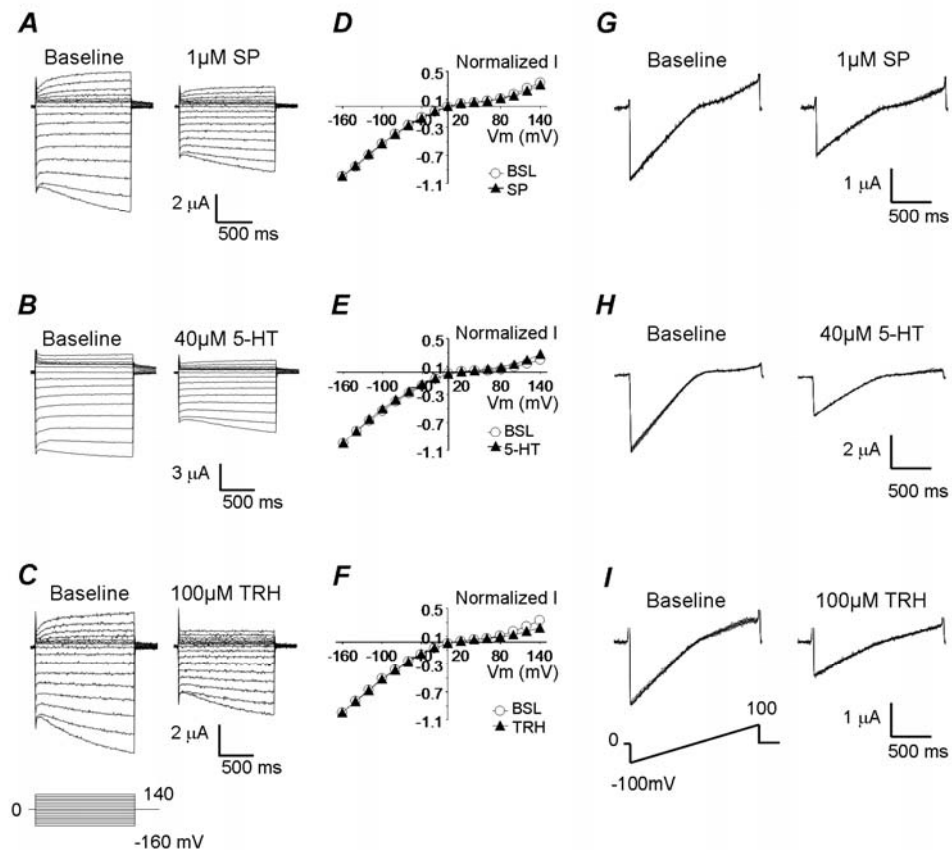 A
Baseline
1µM SP
2 µA
500 ms
D
Normalized I
0.5
0.1
-160
-100
20
80
140
-0.3
Vm (mV)
-0.7
-1.1
BSL
SP
G
Baseline
1µM SP
1 µA
500 ms
B
Baseline
40µM 5-HT
3 µA
500 ms
E
Normalized I
0.5
0.1
-160
-100
20
80
140
-0.3
Vm (mV)
-0.7
-1.1
BSL
5-HT
H
Baseline
40µM 5-HT
2 µA
500 ms
C
Baseline
100µM TRH
2 µA
500 ms
0
140
-160 mV
F
Normalized I
0.5
0.1
-160
-100
20
80
140
-0.3
Vm (mV)
-0.7
-1.1
BSL
TRH
I
Baseline
100µM TRH
100
0
-100mV
1 µA
500 ms